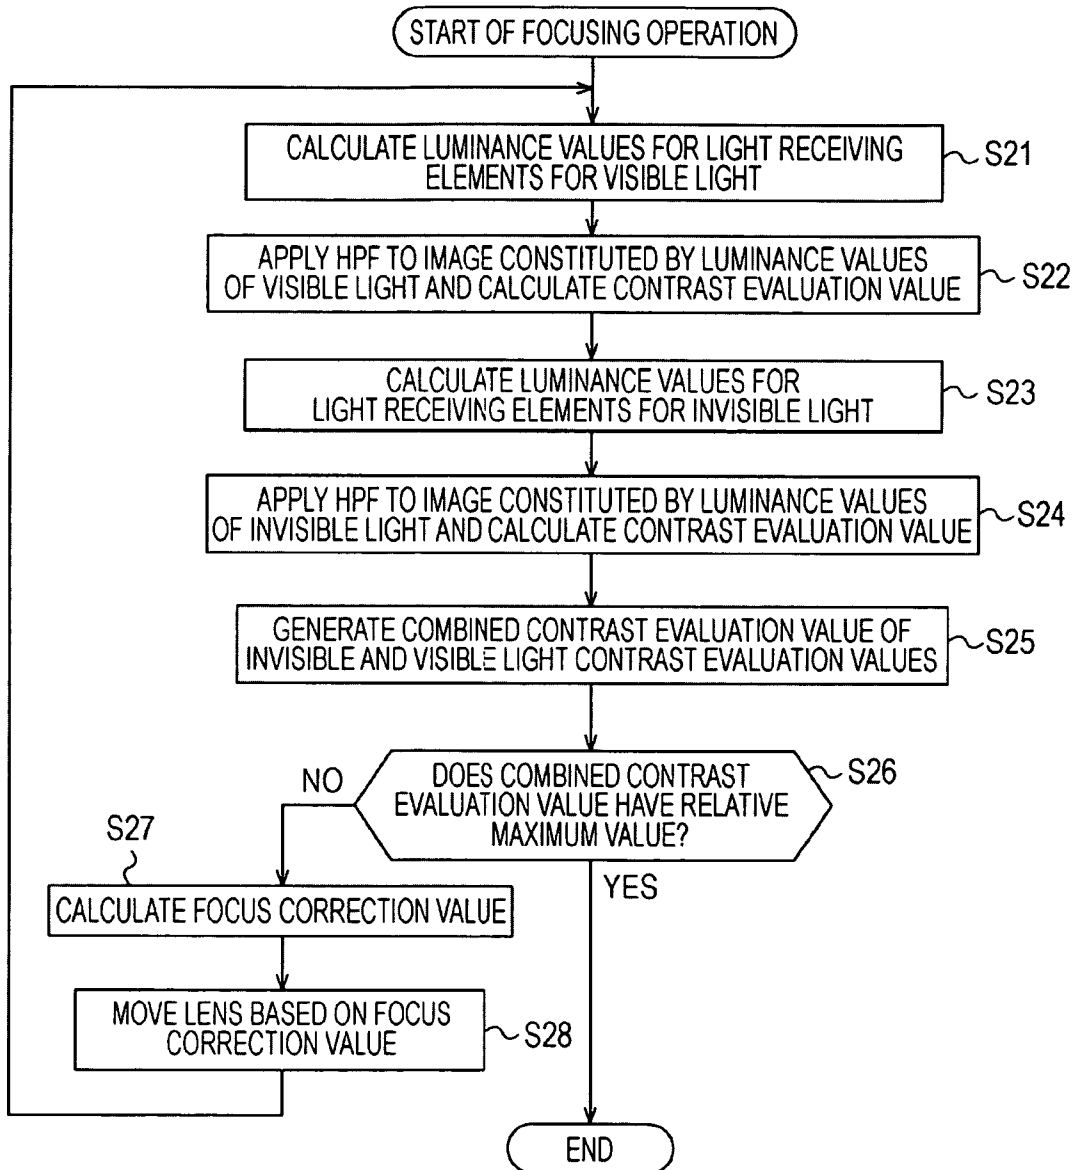 START OF FOCUSING OPERATION
CALCULATE LUMINANCE VALUES FOR LIGHT RECEIVING
ELEMENTS FOR VISIBLE LIGHT
S21
APPLY HPF TO IMAGE CONSTITUTED BY LUMINANCE VALUES
OF VISIBLE LIGHT AND CALCULATE CONTRAST EVALUATION VALUE
S22
CALCULATE LUMINANCE VALUES FOR
LIGHT RECEIVING ELEMENTS FOR INVISIBLE LIGHT
S23
APPLY HPF TO IMAGE CONSTITUTED BY LUMINANCE VALUES
OF INVISIBLE LIGHT AND CALCULATE CONTRAST EVALUATION VALUE
S24
GENERATE COMBINED CONTRAST EVALUATION VALUE OF
INVISIBLE AND VISIBLE LIGHT CONTRAST EVALUATION VALUES
S25
DOES COMBINED CONTRAST
EVALUATION VALUE HAVE RELATIVE
MAXIMUM VALUE?
S26
NO
YES
S27
CALCULATE FOCUS CORRECTION VALUE
MOVE LENS BASED ON FOCUS
CORRECTION VALUE
S28
END